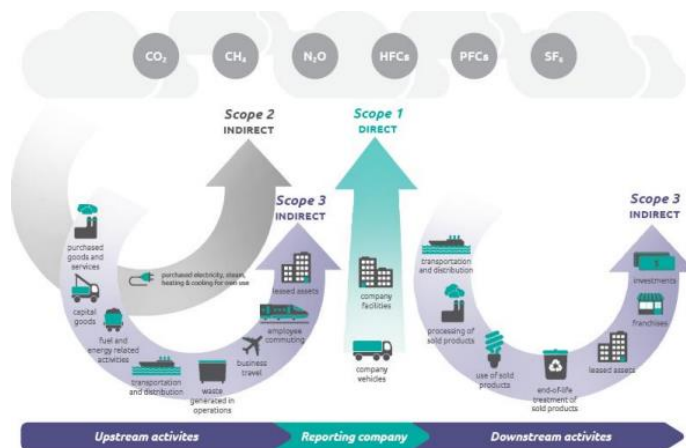 CO₂
CH₄
N₂O
HFCs
PFCs
SF₆
Scope 2
INDIRECT
Scope 1
DIRECT
Scope 3
INDIRECT
Scope 3
INDIRECT
purchased
goods and
services
capital
goods
fuel and
energy related
activities
purchased electricity, steam,
heating & cooling for own use
transportation
and distribution
waste
generated in
operations
business
travel
employee
commuting
leased assets
company
facilities
company
vehicles
transportation
and distribution
processing of
sold products
use of sold
products
end-of-life
treatment of
sold products
leased assets
franchises
investments
Upstream activites
Reporting company
Downstream activites